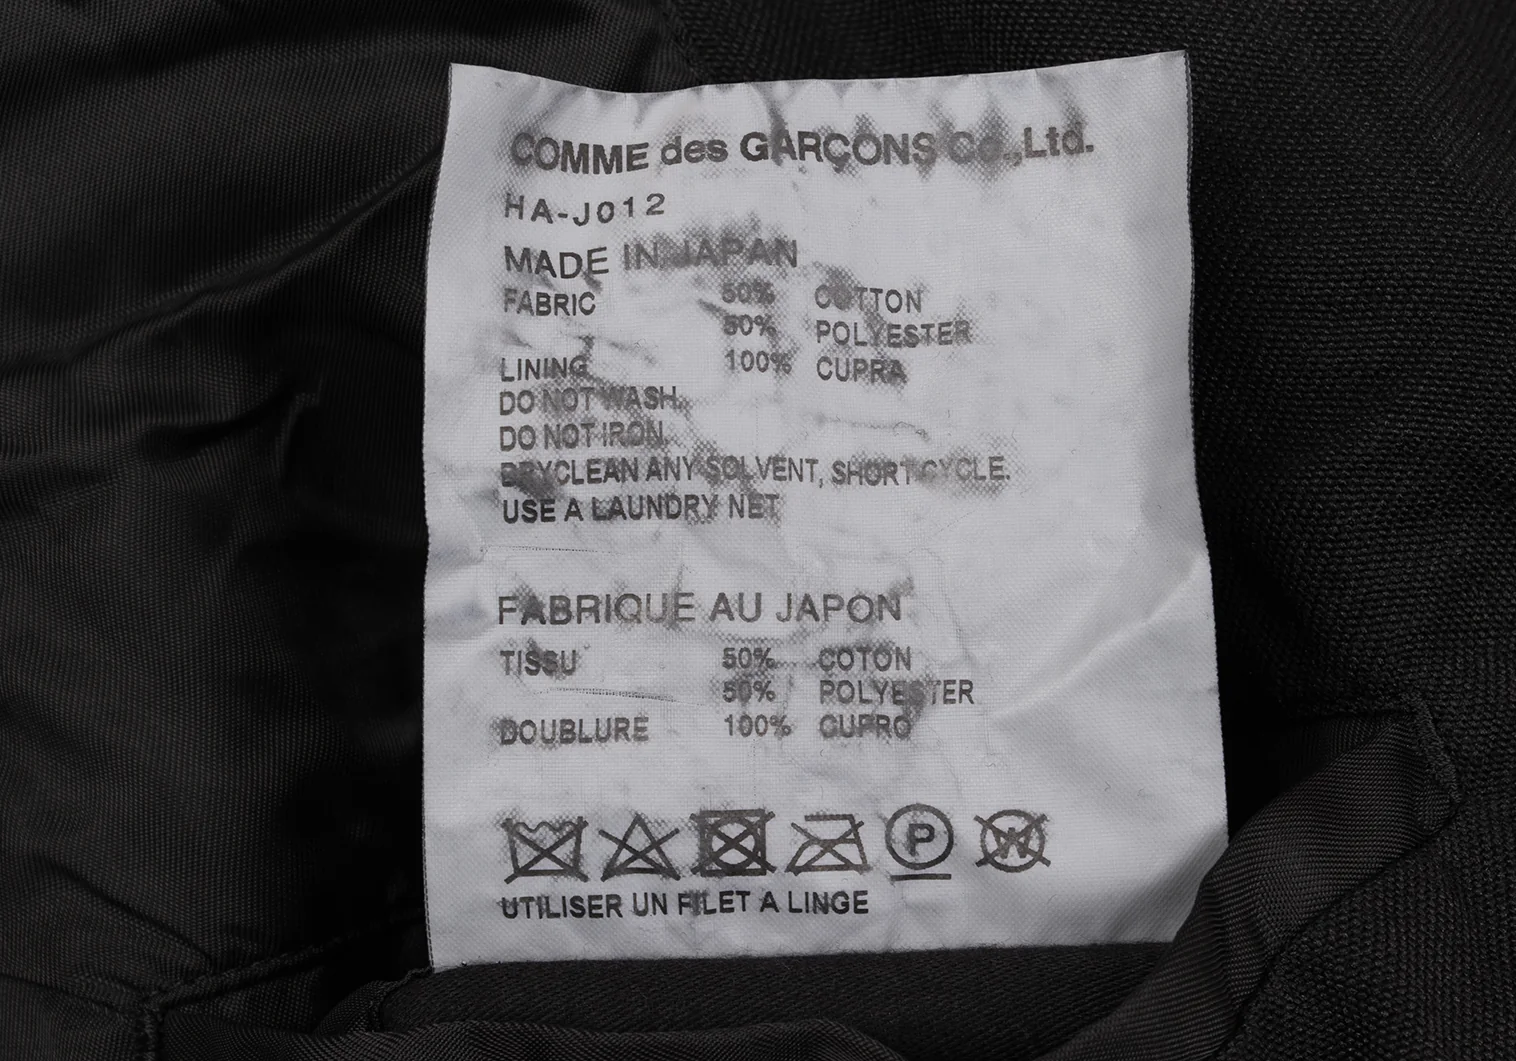 COMME des GARÇONS Co.,Ltd.
HA-J012
MADE IN JAPAN
FABRIC 50% COTTON
50% POLYESTER
LINING 100% CUPRA
DO NOT WASH.
DO NOT IRON.
DRYCLEAN ANY SOLVENT, SHORT CYCLE.
USE A LAUNDRY NET
FABRIQUE AU JAPON
TISSU 50% COTON
50% POLYESTER
DOUBLURE 100% CUPRO
P W
UTILISER UN FILET A LINGE